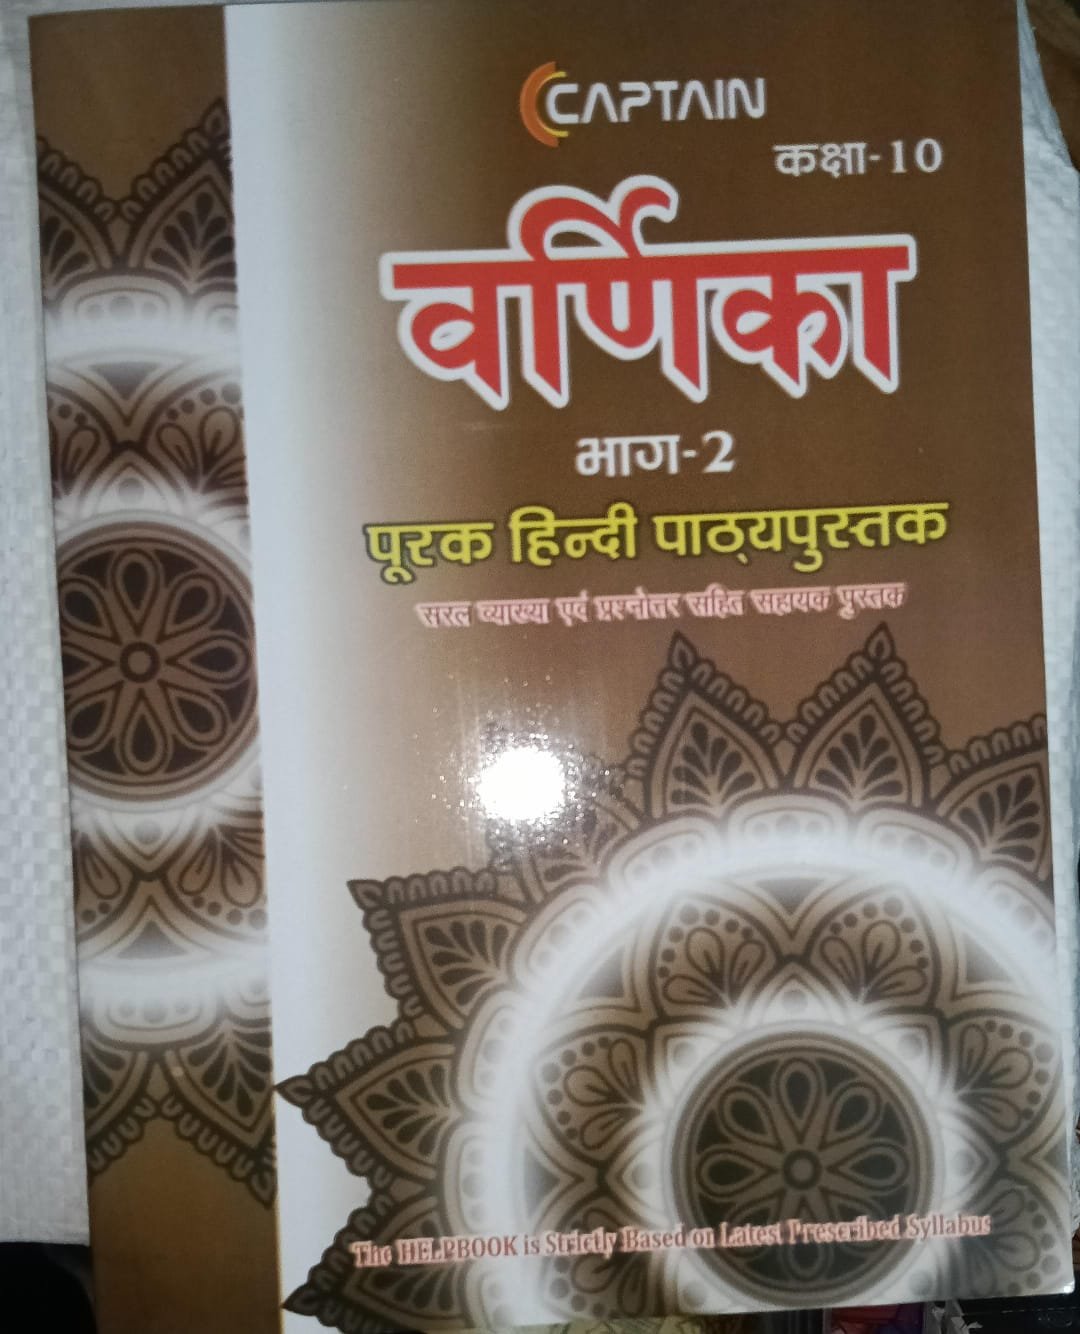 CAPTAIN
कक्षा-10
वर्णिका
भाग-2
पूरक हिन्दी पाठ्यपुस्तक
सरल व्याख्या एवं प्रश्नोत्तर सहित सहायक पुस्तक
The HELPBOOK is Strictly Based on Latest Prescribed Syllabus